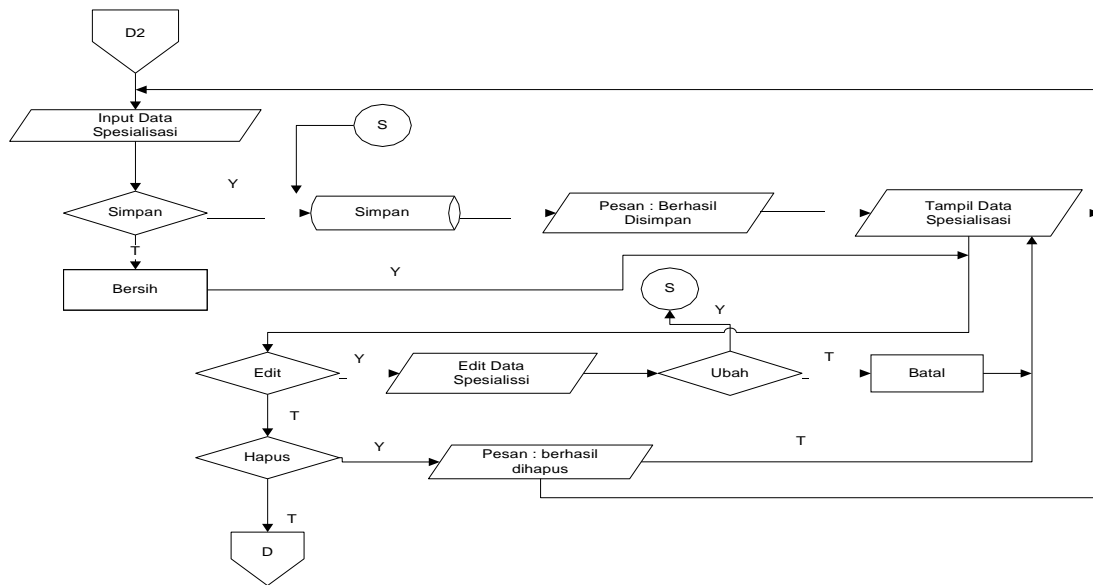 D2
Input Data
Spesialisasi
S
Y
Simpan
Simpan
Pesan : Berhasil
Disimpan
Tampil Data
Spesialisasi
T
Bersih
Y
S
Y
Edit
Y
Edit Data
Spesialissi
Ubah
T
Batal
T
Hapus
Y
Pesan : berhasil
dihapus
T
T
D